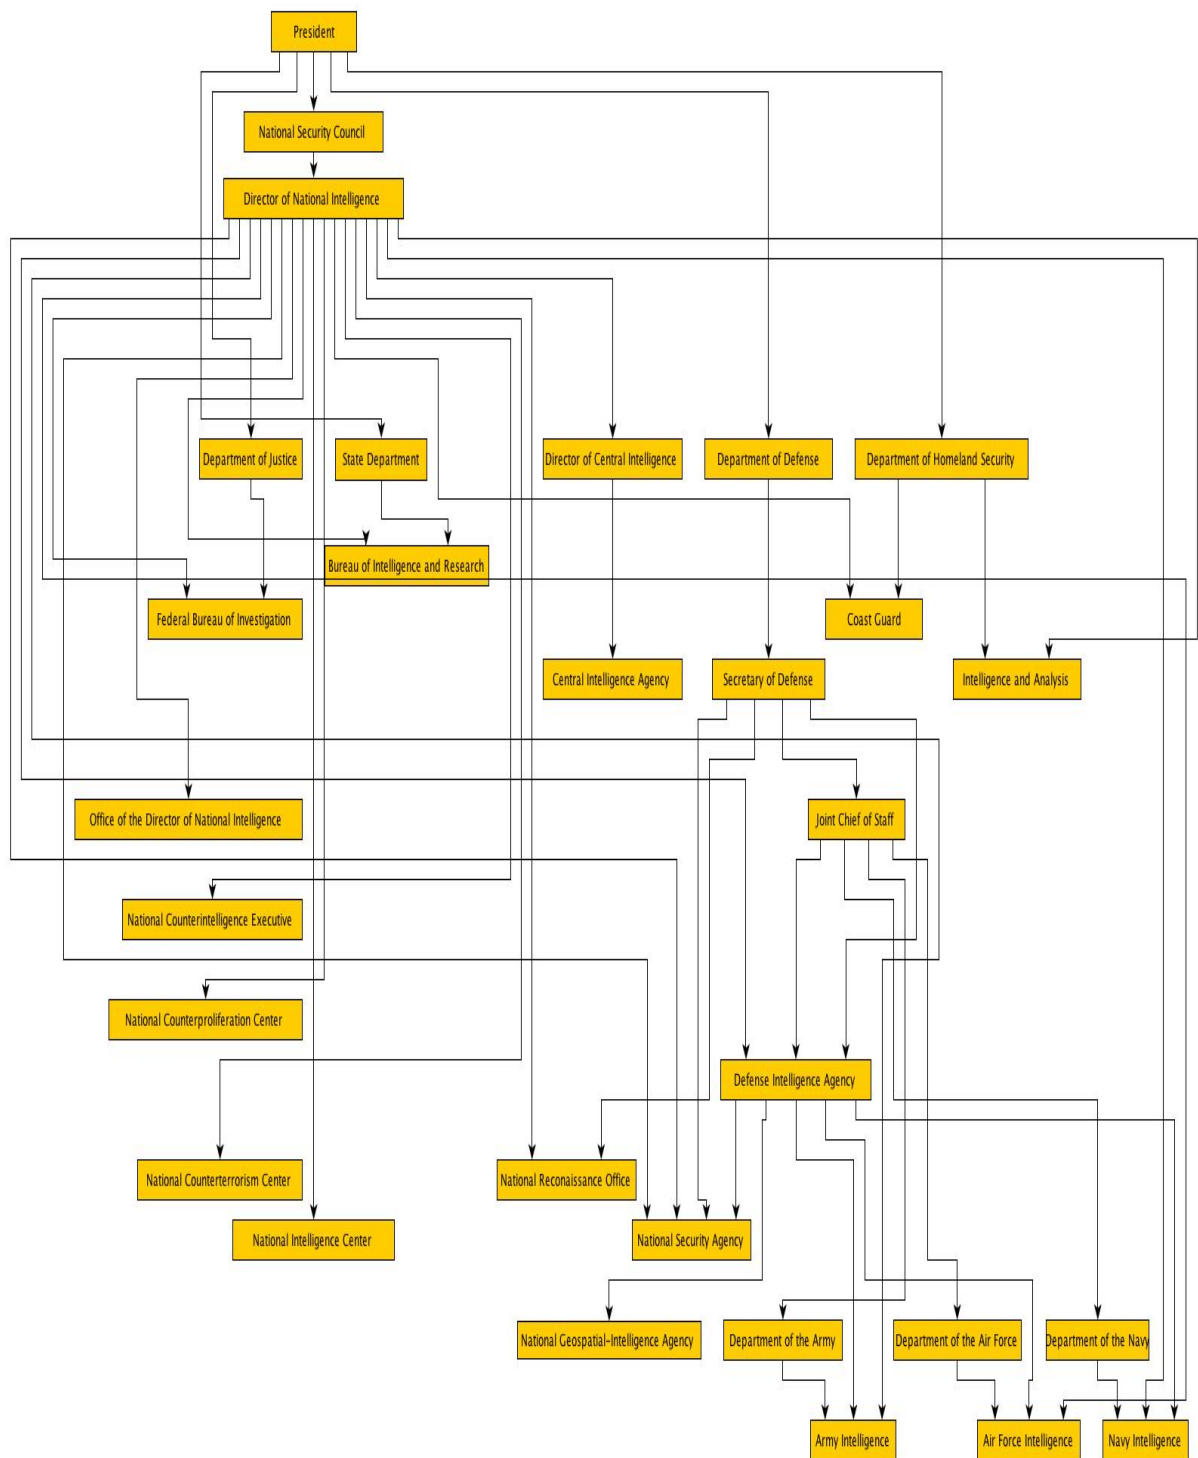 President
National Security Council
Director of National Intelligence
Department of Justice
State Department
Director of Central Intelligence
Department of Defense
Department of Homeland Security
Bureau of Intelligence and Research
Federal Bureau of Investigation
Coast Guard
Central Intelligence Agency
Secretary of Defense
Intelligence and Analysis
Office of the Director of National Intelligence
Joint Chief of Staff
National Counterintelligence Executive
National Counterproliferation Center
Defense Intelligence Agency
National Counterterrorism Center
National Reconaissance Office
National Intelligence Center
National Security Agency
National Geospatial-Intelligence Agency
Department of the Army
Department of the Air Force
Department of the Navy
Army Intelligence
Air Force Intelligence
Navy Intelligence